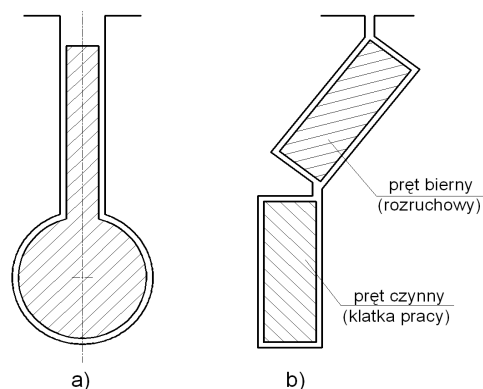 pręt bierny
(rozruchowy)
pręt czynny
(klatka pracy)
a)
b)